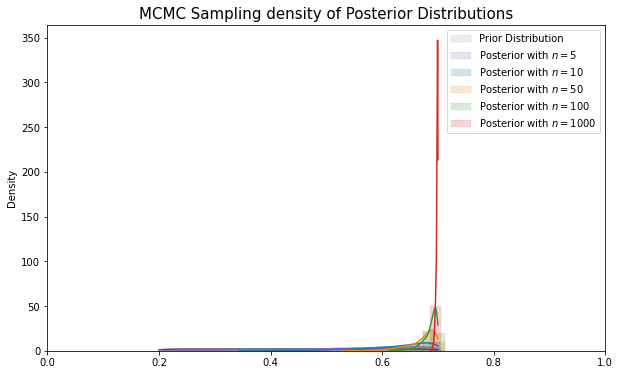 MCMC Sampling density of Posterior Distributions
350
300
250
200
150
100
50
0
Density
0.0
0.2
0.4
0.6
0.8
1.0
Prior Distribution
Posterior with n = 5
Posterior with n = 10
Posterior with n = 50
Posterior with n = 100
Posterior with n = 1000